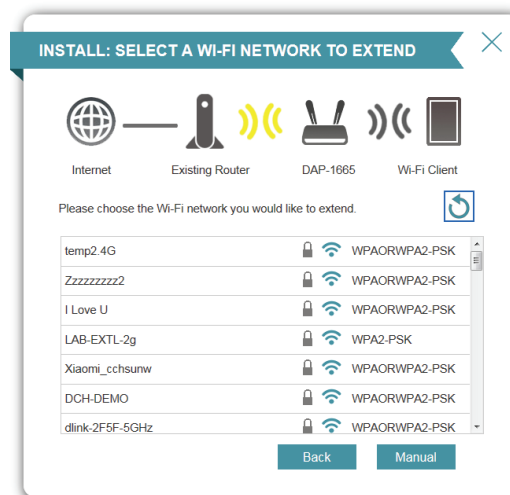 INSTALL: SELECT A WI-FI NETWORK TO EXTEND
Internet Existing Router DAP-1665 Wi-Fi Client
Please choose the Wi-Fi network you would like to extend.
temp2.4G WPAORWPA2-PSK
Zzzzzzzzz2 WPAORWPA2-PSK
I Love U WPAORWPA2-PSK
LAB-EXTL-2g WPA2-PSK
Xiaomi_cchsunw WPAORWPA2-PSK
DCH-DEMO WPAORWPA2-PSK
dlink-2F5F-5GHz WPAORWPA2-PSK
Back Manual